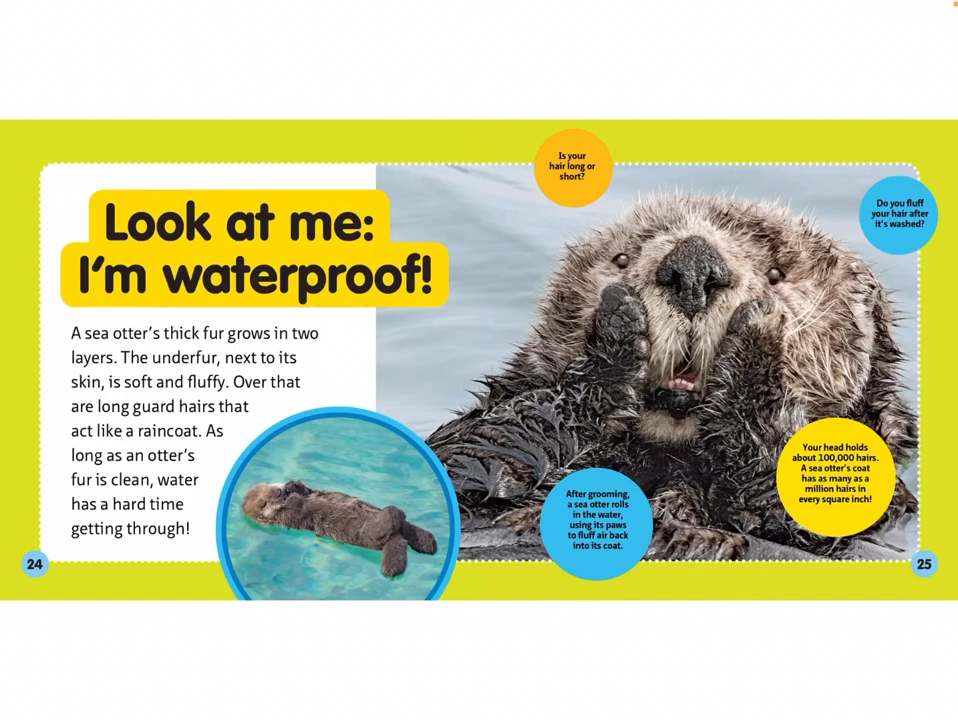 Look at me:
I'm waterproof!
A sea otter's thick fur grows in two
layers. The underfur, next to its
skin, is soft and fluffy. Over that
are long guard hairs that
act like a raincoat. As
long as an otter's
fur is clean, water
has a hard time
getting through!
24
Is your
hair long or
short?
Do you fluff
your hair after
it's washed?
After grooming,
a sea otter rolls
in the water,
using its paws
to fluff air back
into its coat.
Your head holds
about 100,000 hairs.
A sea otter's coat
has as many as a
million hairs in
every square inch!
25